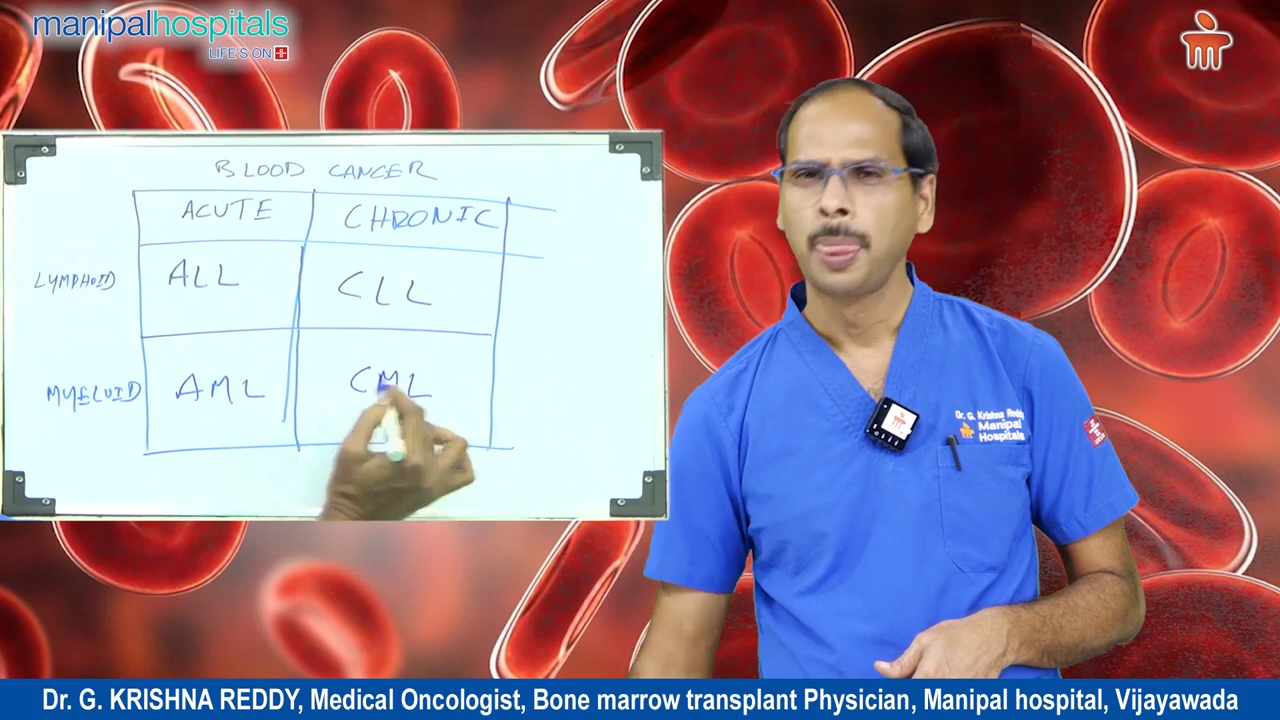 manipalhospitals
LIFE'S ON
BLOOD CANCER
ACUTE CHRONIC
LYMPHOID ALL CLL
MYELOID AML CML
Dr. G. Krishna Reddy
Manipal
Hospitals
Dr. G. KRISHNA REDDY, Medical Oncologist, Bone marrow transplant Physician, Manipal hospital, Vijayawada